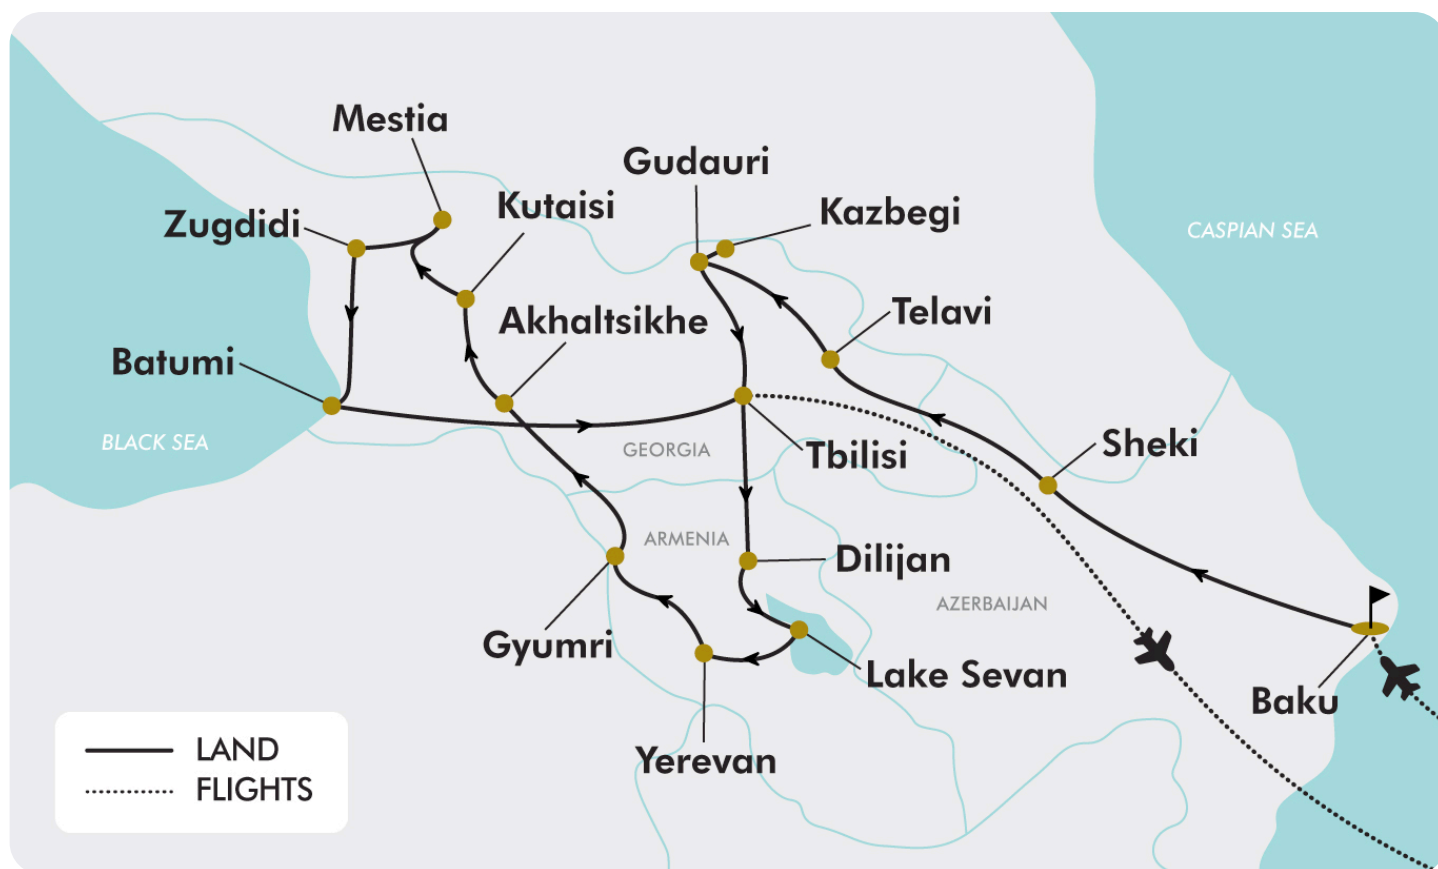 Mestia
Gudauri
Kutaisi
Kazbegi
Zugdidi
CASPIAN SEA
Telavi
Akhaltsikhe
Batumi
BLACK SEA
GEORGIA
Tbilisi
Sheki
ARMENIA
Dilijan
AZERBAIJAN
Gyumri
Lake Sevan
Baku
Yerevan
LAND
FLIGHTS